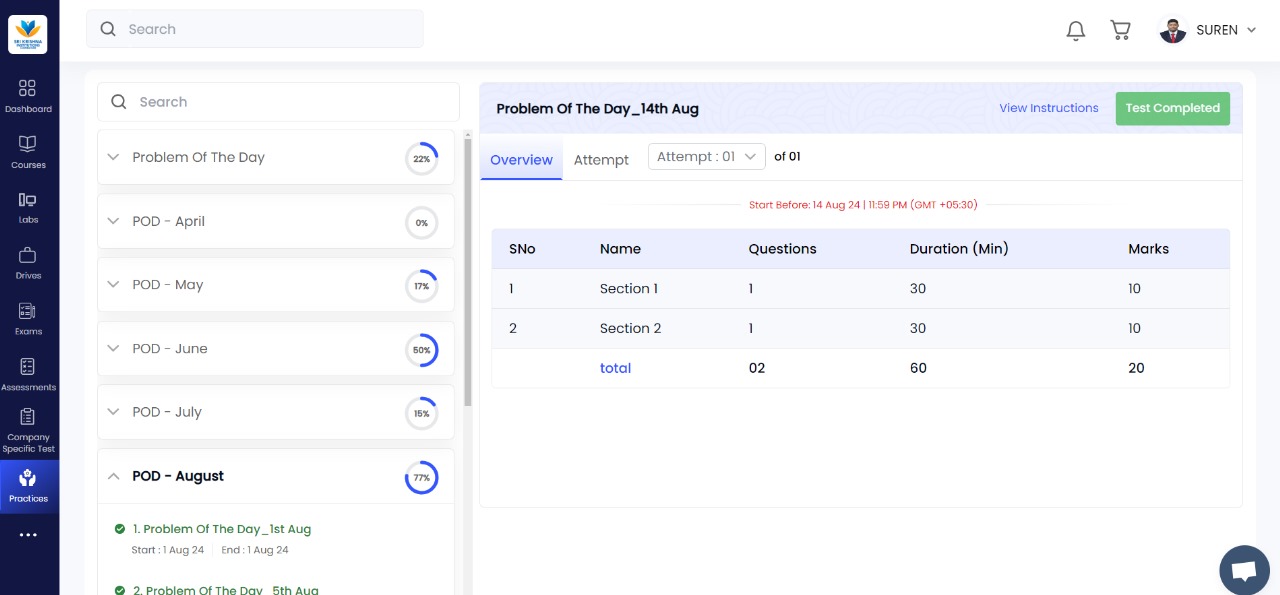 SRI KRISHNA
INSTITUTIONS
Search
SUREN
Dashboard
Courses
Labs
Drives
Exams
Assessments
Company
Specific Test
Practices
Search
Problem Of The Day
22%
POD - April
0%
POD - May
17%
POD - June
50%
POD - July
15%
POD - August
77%
1. Problem Of The Day_1st Aug
Start : 1 Aug 24 End : 1 Aug 24
2. Problem Of The Day_5th Aug
Problem Of The Day_14th Aug
View Instructions
Test Completed
Overview Attempt Attempt : 01 of 01
Start Before: 14 Aug 24 | 11:59 PM (GMT +05:30)
SNo Name Questions Duration (Min) Marks
1 Section 1 1 30 10
2 Section 2 1 30 10
total 02 60 20